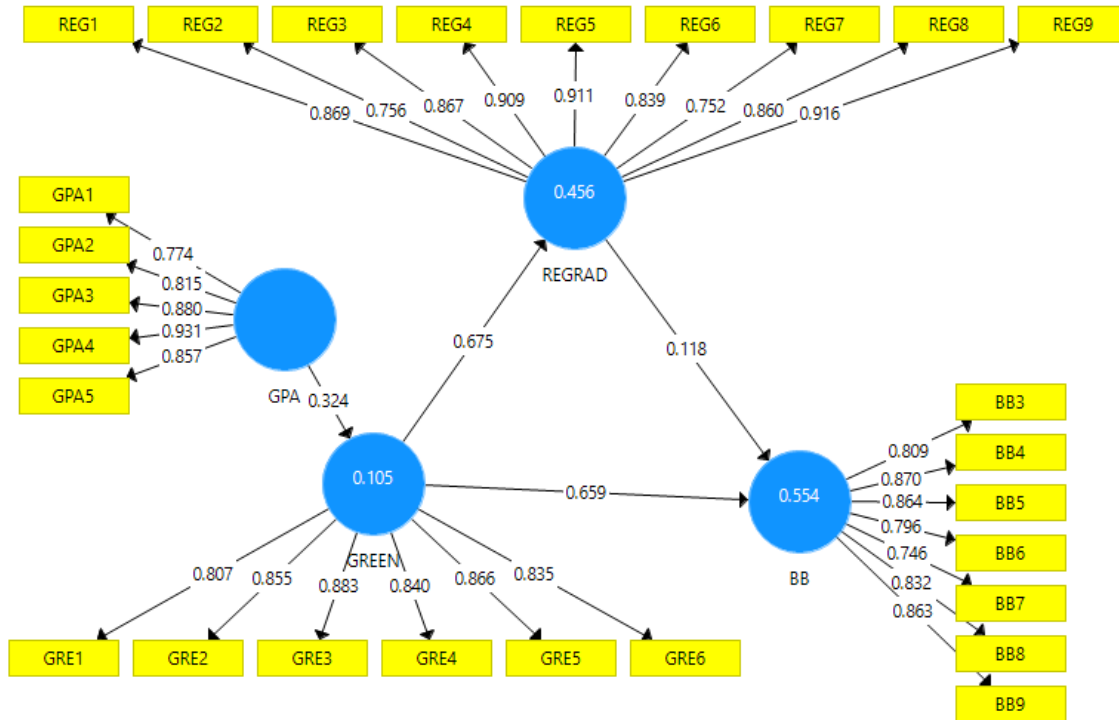 REG1 REG2 REG3 REG4 REG5 REG6 REG7 REG8 REG9
0.869 0.756 0.867 0.909 0.911 0.839 0.752 0.860 0.916
0.456
REGRAD
GPA1
GPA2
GPA3
GPA4
GPA5
0.774
0.815
0.880
0.931
0.857
GPA
0.324
0.675
0.118
0.105
GREEN
0.659
0.554
BB
0.809
0.870
0.864
0.796
0.746
0.832
0.863
BB3
BB4
BB5
BB6
BB7
BB8
BB9
0.807 0.855 0.883 0.840 0.866 0.835
GRE1 GRE2 GRE3 GRE4 GRE5 GRE6